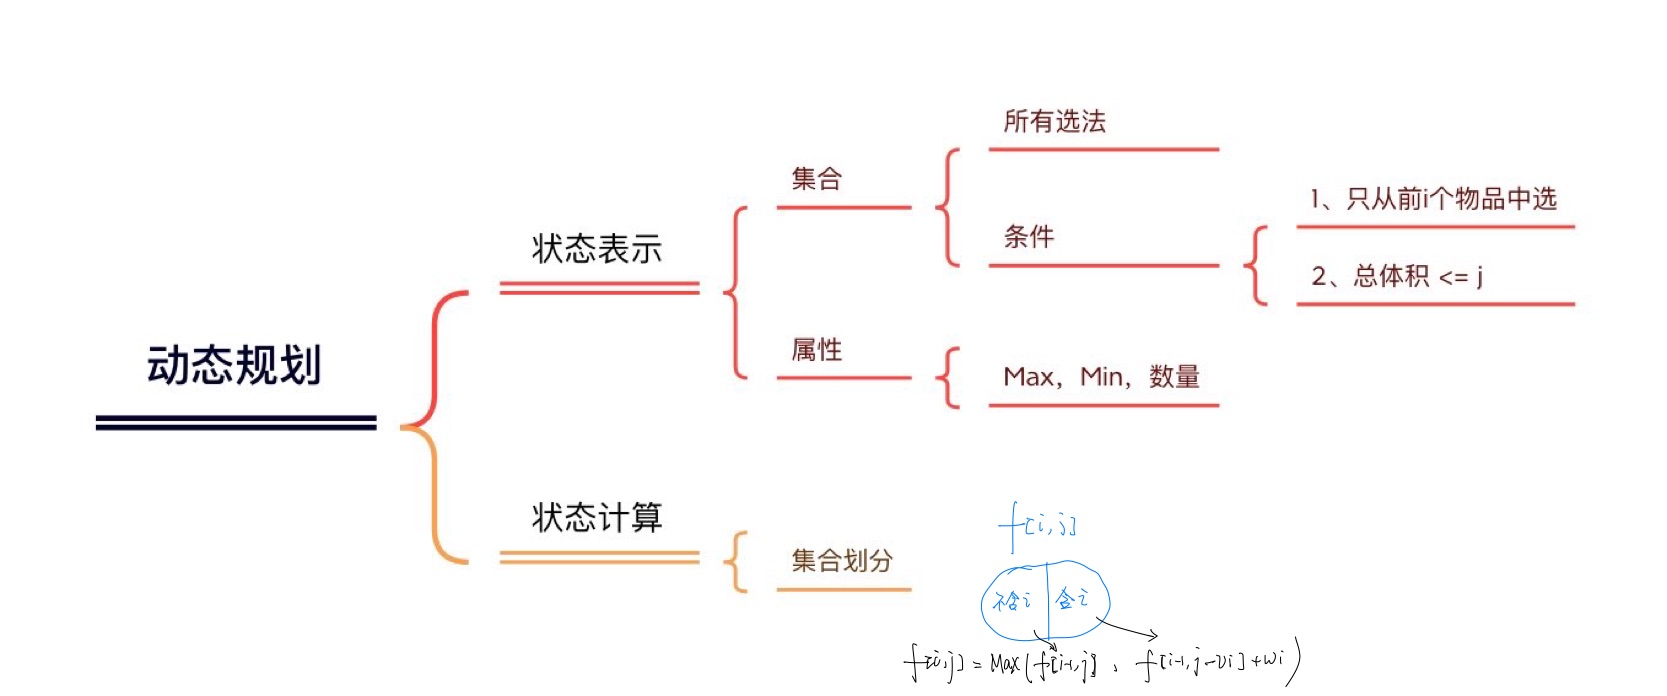 所有选法
集合
1、只从前i个物品中选
条件
状态表示
2、总体积 <= j
属性
动态规划
Max，Min，数量
状态计算
f[i,j]
集合划分
不含i 含i
f[i,j] = Max(f[i-1,j], f[i-1,j-vi]+wi)